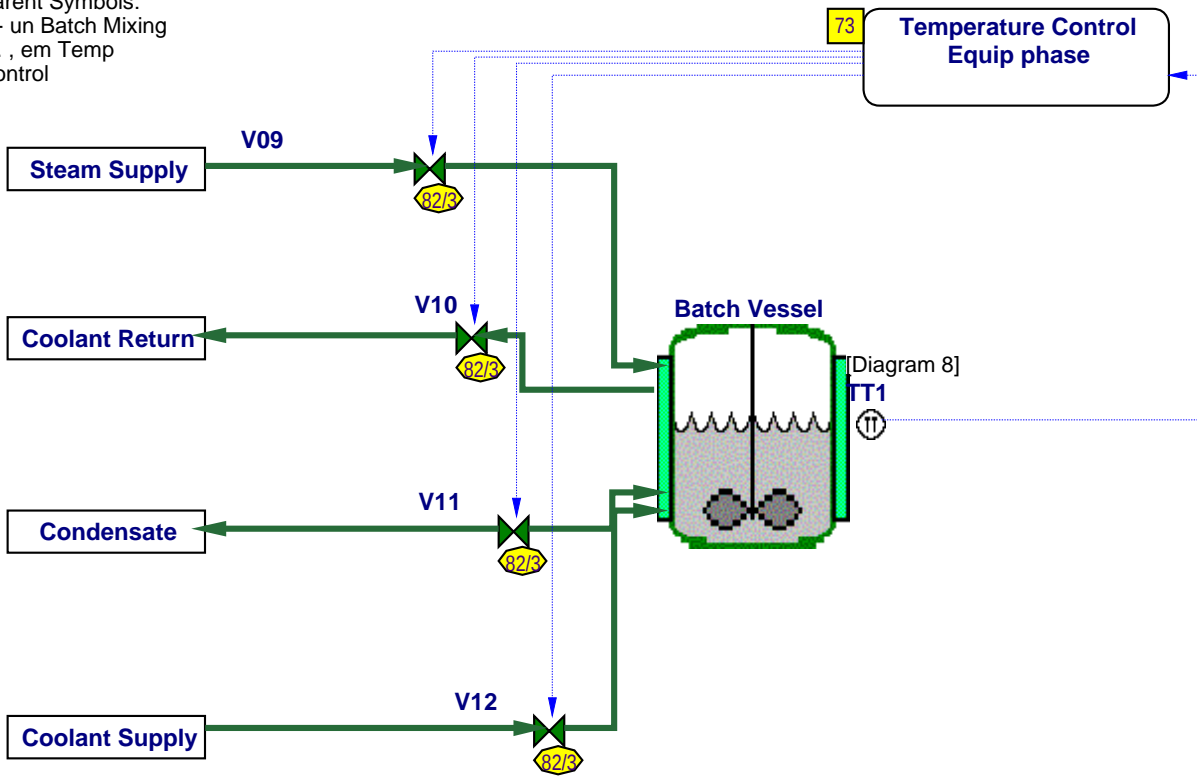 arent Symbols:
- un Batch Mixing
, em Temp
ontrol
73
Temperature Control
Equip phase
V09
Steam Supply
82/3
V10
Batch Vessel
Coolant Return
82/3
[Diagram 8]
TT1
TT
V11
Condensate
82/3
V12
Coolant Supply
82/3